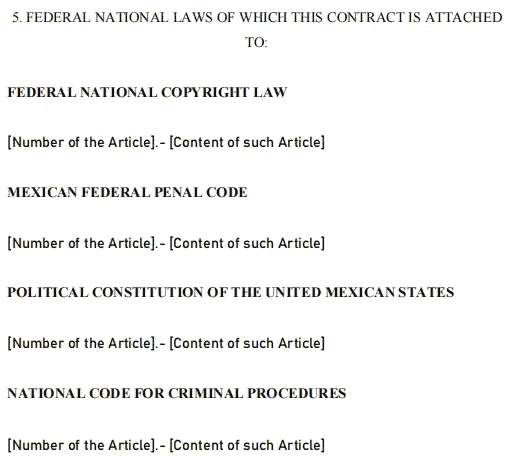 5. FEDERAL NATIONAL LAWS OF WHICH THIS CONTRACT IS ATTACHED
TO:
FEDERAL NATIONAL COPYRIGHT LAW
[Number of the Article].- [Content of such Article]
MEXICAN FEDERAL PENAL CODE
[Number of the Article].- [Content of such Article]
POLITICAL CONSTITUTION OF THE UNITED MEXICAN STATES
[Number of the Article].- [Content of such Article]
NATIONAL CODE FOR CRIMINAL PROCEDURES
[Number of the Article].- [Content of such Article]